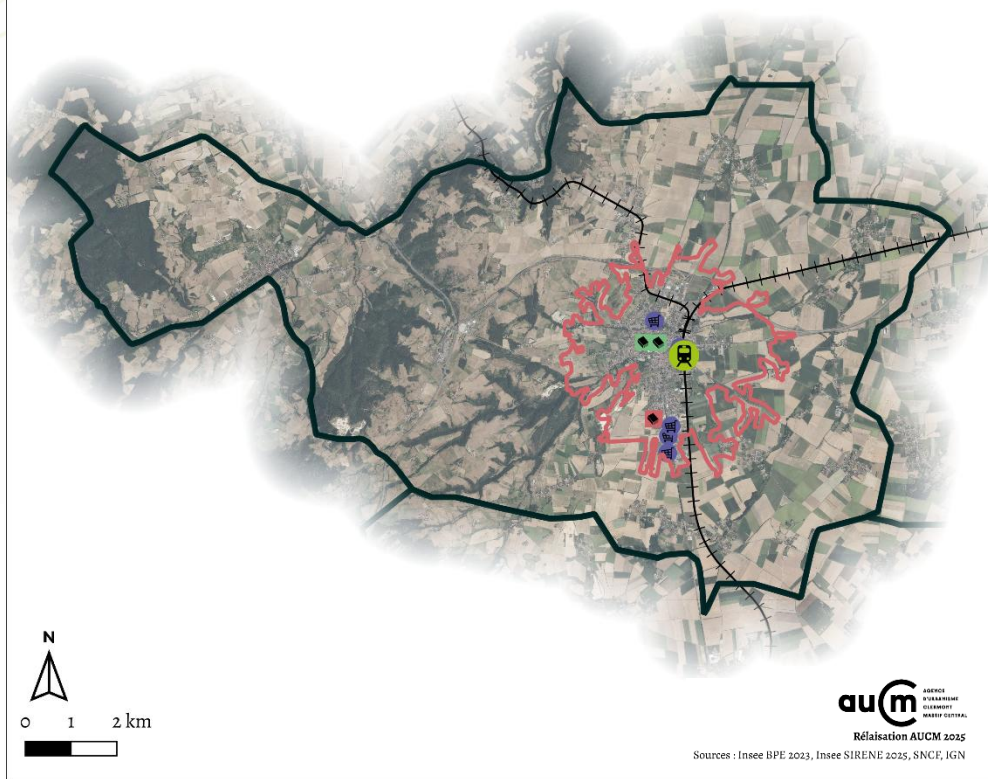 N
0 1 2 km
aucm
AGENCE
D'URBANISME
CLERMONT
MASSIF CENTRAL
Rélaisation AUCM 2025
Sources : Insee BPE 2023, Insee SIRENE 2025, SNCF, IGN